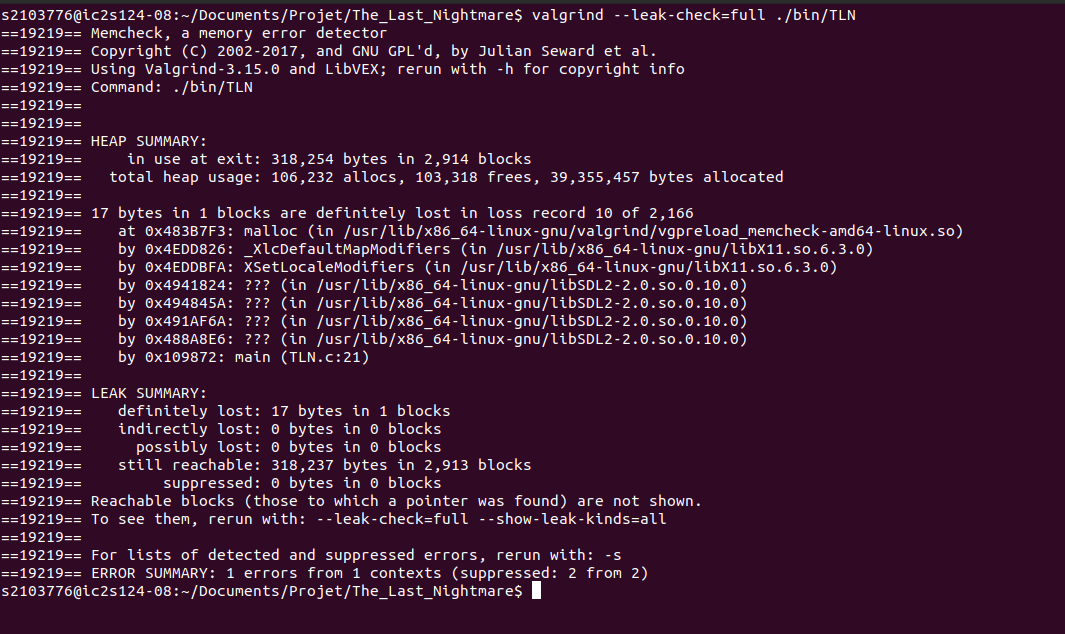 s2103776@ic2s124-08:~/Documents/Projet/The_Last_Nightmare$ valgrind --leak-check=full ./bin/TLN
==19219== Memcheck, a memory error detector
==19219== Copyright (C) 2002-2017, and GNU GPL'd, by Julian Seward et al.
==19219== Using Valgrind-3.15.0 and LibVEX; rerun with -h for copyright info
==19219== Command: ./bin/TLN
==19219==
==19219==
==19219== HEAP SUMMARY:
==19219==     in use at exit: 318,254 bytes in 2,914 blocks
==19219==   total heap usage: 106,232 allocs, 103,318 frees, 39,355,457 bytes allocated
==19219==
==19219== 17 bytes in 1 blocks are definitely lost in loss record 10 of 2,166
==19219==    at 0x483B7F3: malloc (in /usr/lib/x86_64-linux-gnu/valgrind/vgpreload_memcheck-amd64-linux.so)
==19219==    by 0x4EDD826: _XlcDefaultMapModifiers (in /usr/lib/x86_64-linux-gnu/libX11.so.6.3.0)
==19219==    by 0x4EDDBFA: XSetLocaleModifiers (in /usr/lib/x86_64-linux-gnu/libX11.so.6.3.0)
==19219==    by 0x4941824: ??? (in /usr/lib/x86_64-linux-gnu/libSDL2-2.0.so.0.10.0)
==19219==    by 0x494845A: ??? (in /usr/lib/x86_64-linux-gnu/libSDL2-2.0.so.0.10.0)
==19219==    by 0x491AF6A: ??? (in /usr/lib/x86_64-linux-gnu/libSDL2-2.0.so.0.10.0)
==19219==    by 0x488A8E6: ??? (in /usr/lib/x86_64-linux-gnu/libSDL2-2.0.so.0.10.0)
==19219==    by 0x109872: main (TLN.c:21)
==19219==
==19219== LEAK SUMMARY:
==19219==    definitely lost: 17 bytes in 1 blocks
==19219==    indirectly lost: 0 bytes in 0 blocks
==19219==      possibly lost: 0 bytes in 0 blocks
==19219==    still reachable: 318,237 bytes in 2,913 blocks
==19219==         suppressed: 0 bytes in 0 blocks
==19219== Reachable blocks (those to which a pointer was found) are not shown.
==19219== To see them, rerun with: --leak-check=full --show-leak-kinds=all
==19219==
==19219== For lists of detected and suppressed errors, rerun with: -s
==19219== ERROR SUMMARY: 1 errors from 1 contexts (suppressed: 2 from 2)
s2103776@ic2s124-08:~/Documents/Projet/The_Last_Nightmare$